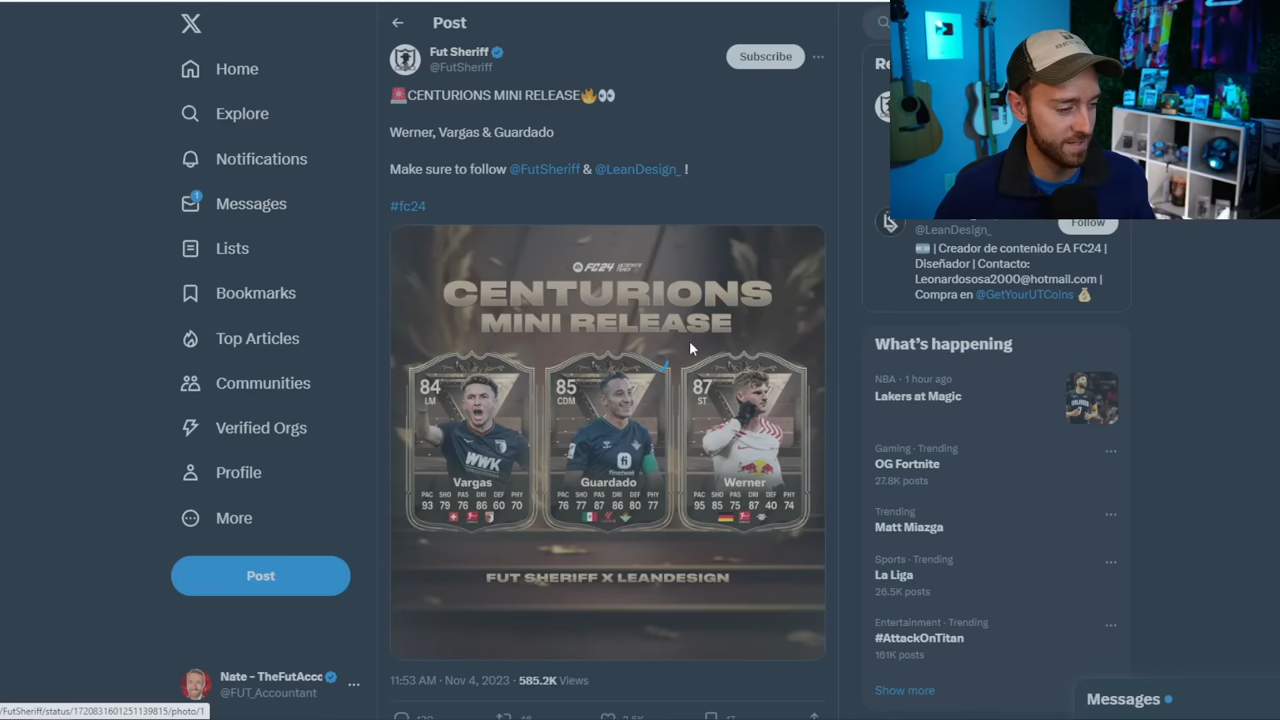 Home
Explore
Notifications
1
Messages
Lists
Bookmarks
Top Articles
Communities
Verified Orgs
Profile
More
Post
Nate - TheFutAcc
@FUT_Accountant
/FutSheriff/status/1720831601251139815/photo/1
Post
Fut Sheriff
@FutSheriff
Subscribe
🚨CENTURIONS MINI RELEASE🔥👀
Werner, Vargas & Guardado
Make sure to follow @FutSheriff & @LeanDesign_ !
#fc24
FC24 ULTIMATE TEAM
CENTURIONS
MINI RELEASE
84
LM
WWK
Vargas
PAC SHO PAS DRI DEF PHY
93 79 76 86 60 70
85
CDM
finetwork
Guardado
PAC SHO PAS DRI DEF PHY
76 77 87 86 80 77
87
ST
Werner
PAC SHO PAS DRI DEF PHY
95 85 75 87 40 74
FUT SHERIFF X LEANDESIGN
11:53 AM · Nov 4, 2023 · 585.2K Views
Re
Follow
@LeanDesign_
🇦🇷 | Creador de contenido EA FC24 |
Diseñador | Contacto:
Leonardososa2000@hotmail.com |
Compra en @GetYourUTCoins 💰
What's happening
NBA · 1 hour ago
Lakers at Magic
Gaming · Trending
OG Fortnite
27.8K posts
Trending
Matt Miazga
Sports · Trending
La Liga
26.5K posts
Entertainment · Trending
#AttackOnTitan
161K posts
Show more
Messages